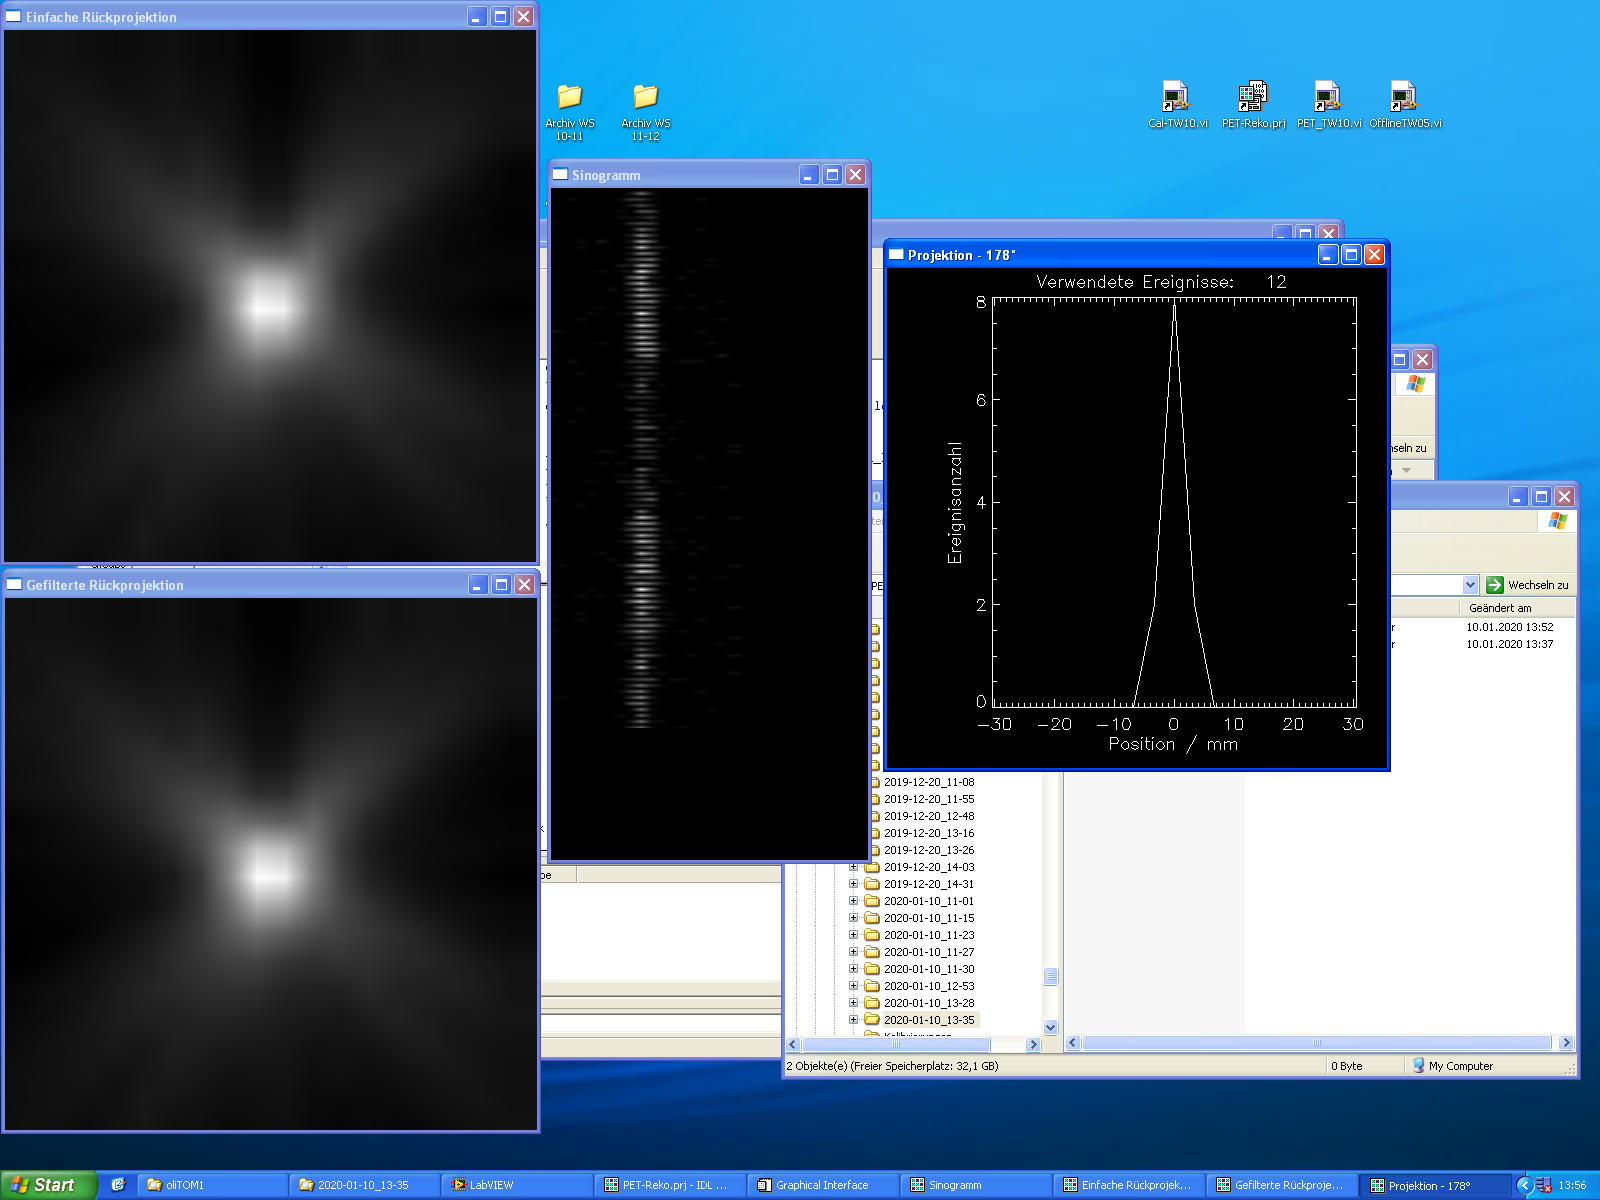 Einfache Rückprojektion
Archiv WS
10-11
Archiv WS
11-12
Cal-TW10.vi
PET-Reko.prj
PET_TW10.vi
OfflineTW05.vi
Sinogramm
Projektion - 178°
Verwendete Ereignisse: 12
8
6
4
2
0
Ereignisanzahl
-30 -20 -10 0 10 20 30
Position / mm
Wechseln zu
Geändert am
10.01.2020 13:52
10.01.2020 13:37
Gefilterte Rückprojektion
2019-12-20_11-08
2019-12-20_11-55
2019-12-20_12-48
2019-12-20_13-16
2019-12-20_13-26
2019-12-20_14-03
2019-12-20_14-31
2020-01-10_11-01
2020-01-10_11-15
2020-01-10_11-23
2020-01-10_11-27
2020-01-10_11-30
2020-01-10_12-53
2020-01-10_13-28
2020-01-10_13-35
2 Objekte(e) (Freier Speicherplatz: 32,1 GB)
0 Byte
My Computer
Start
oliTOM1
2020-01-10_13-35
LabVIEW
PET-Reko.prj - IDL ...
Graphical Interface
Sinogramm
Einfache Rückprojek...
Gefilterte Rückproje...
Projektion - 178°
13:56